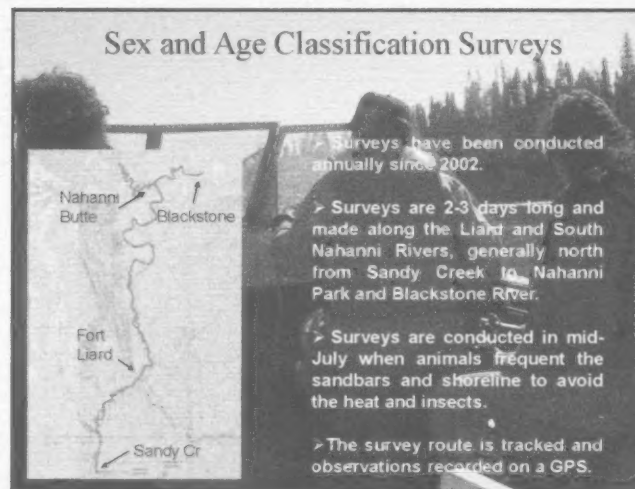 Sex and Age Classification Surveys
➢ Surveys have been conducted
annually since 2002.
➢ Surveys are 2-3 days long and
made along the Liard and South
Nahanni Rivers, generally north
from Sandy Creek to Nahanni
Park and Blackstone River.
➢ Surveys are conducted in mid-
July when animals frequent the
sandbars and shoreline to avoid
the heat and insects.
➢The survey route is tracked and
observations recorded on a GPS.
Nahanni
Butte
Blackstone
Fort
Liard
Sandy Cr